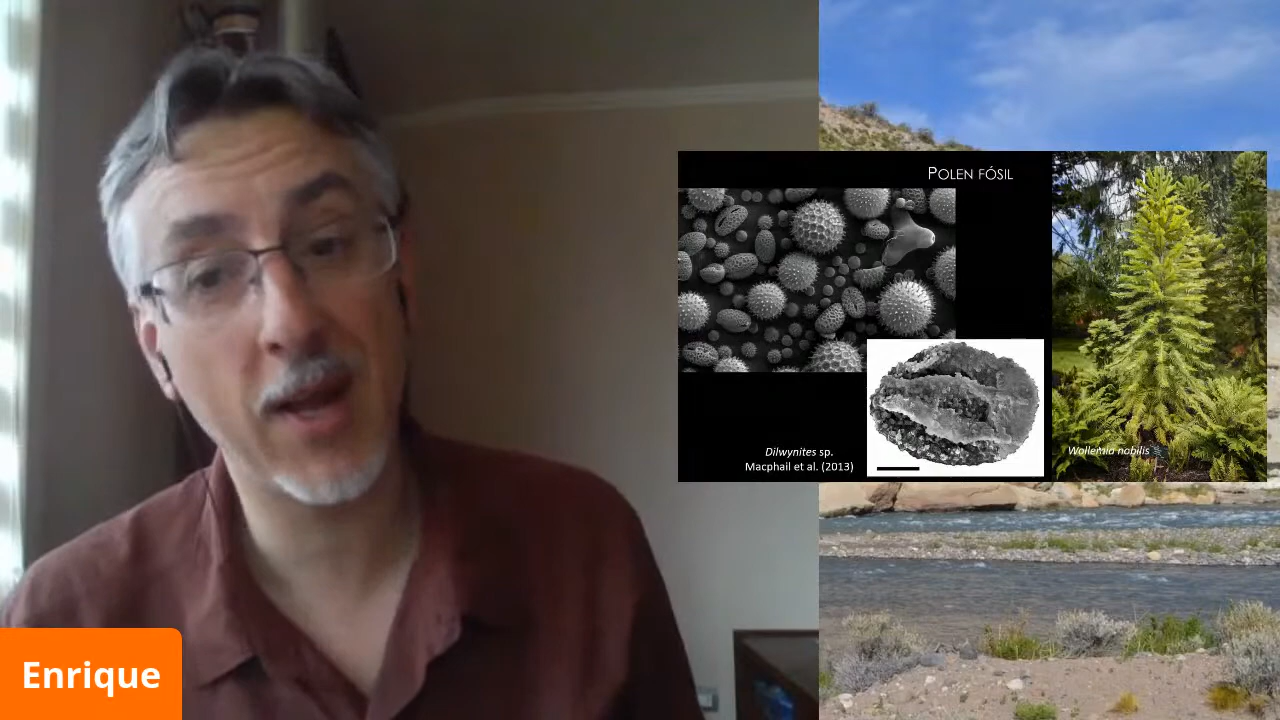 POLEN FÓSIL
Dilwynites sp.
Macphail et al. (2013)
Wollemia nobilis
Enrique